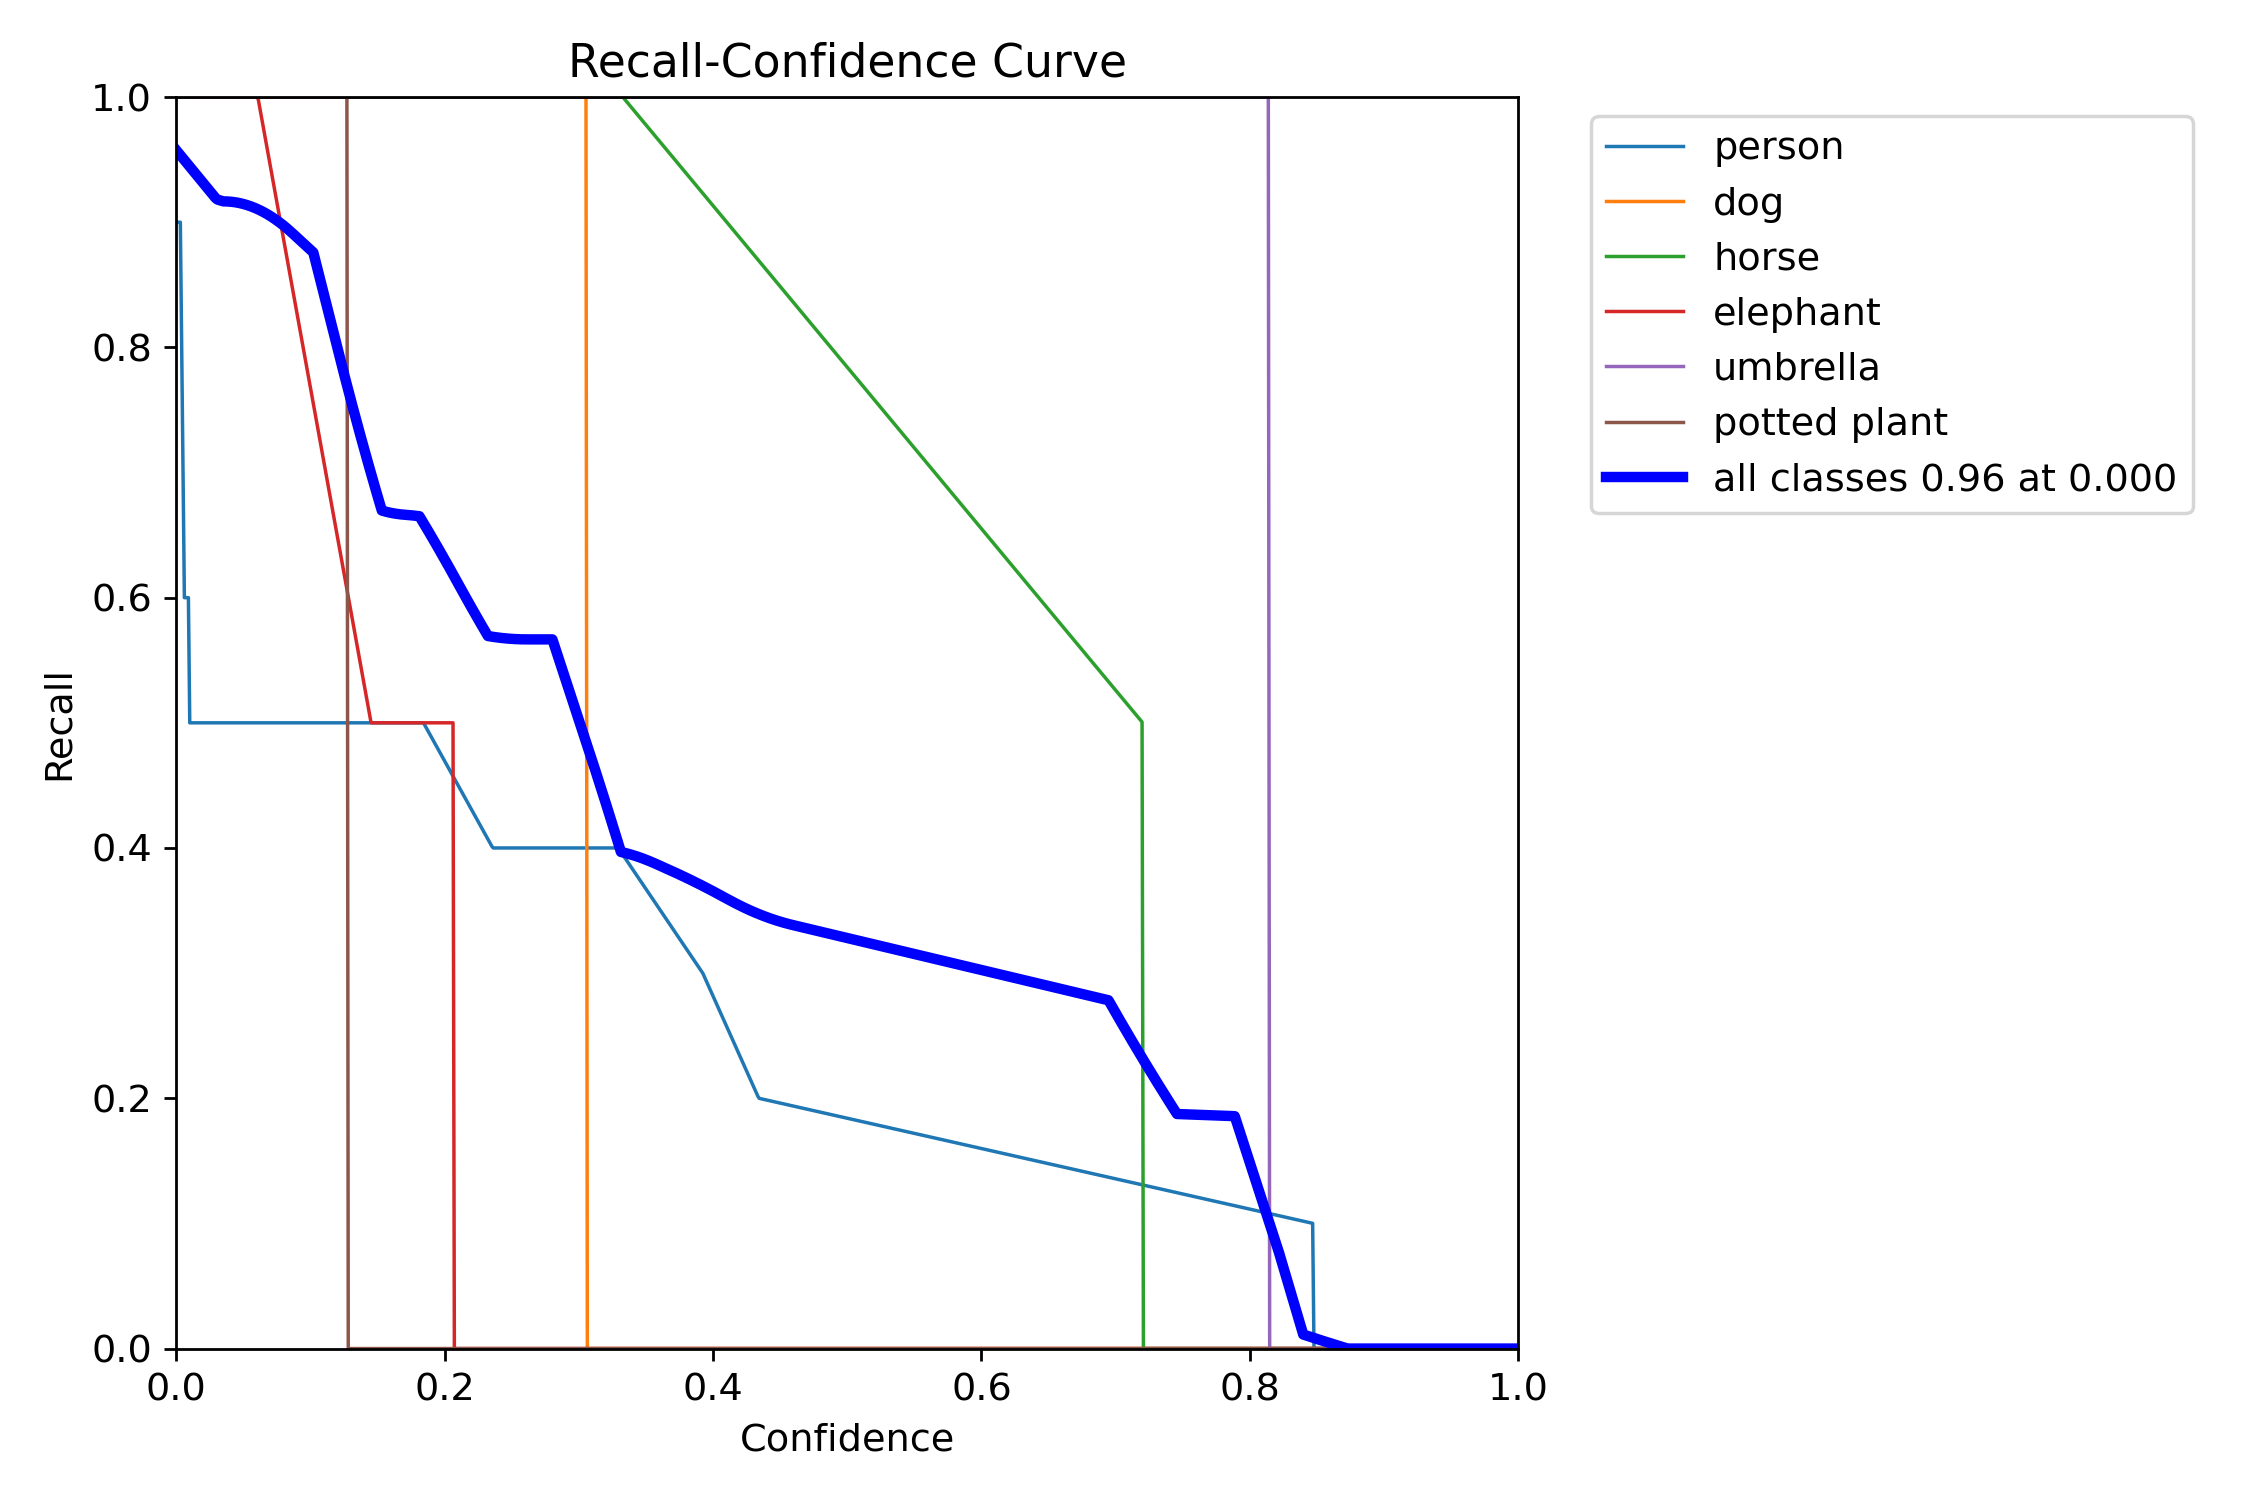 Recall-Confidence Curve
1.0
0.8
0.6
0.4
0.2
0.0
Recall
0.0 0.2 0.4 0.6 0.8 1.0
Confidence
person
dog
horse
elephant
umbrella
potted plant
all classes 0.96 at 0.000